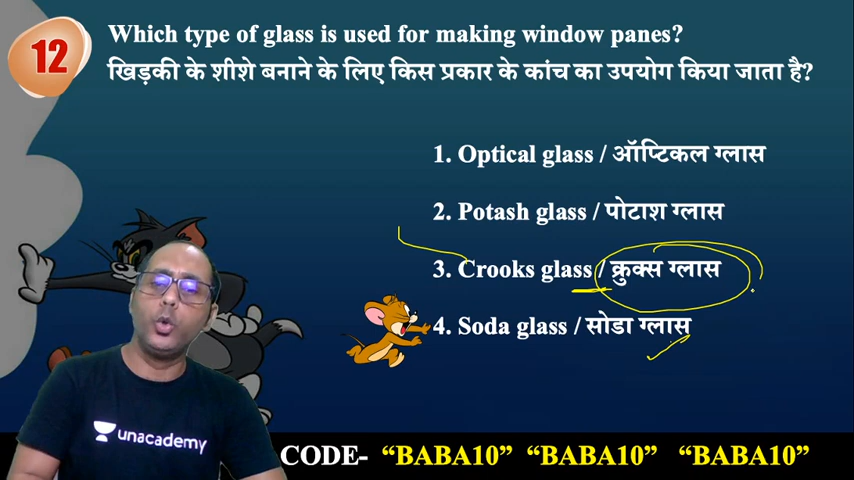 12
Which type of glass is used for making window panes?
खिड़की के शीशे बनाने के लिए किस प्रकार के कांच का उपयोग किया जाता है?
1. Optical glass / ऑप्टिकल ग्लास
2. Potash glass / पोटाश ग्लास
3. Crooks glass / क्रुक्स ग्लास
4. Soda glass / सोडा ग्लास
unacademy
CODE- “BABA10” “BABA10” “BABA10”